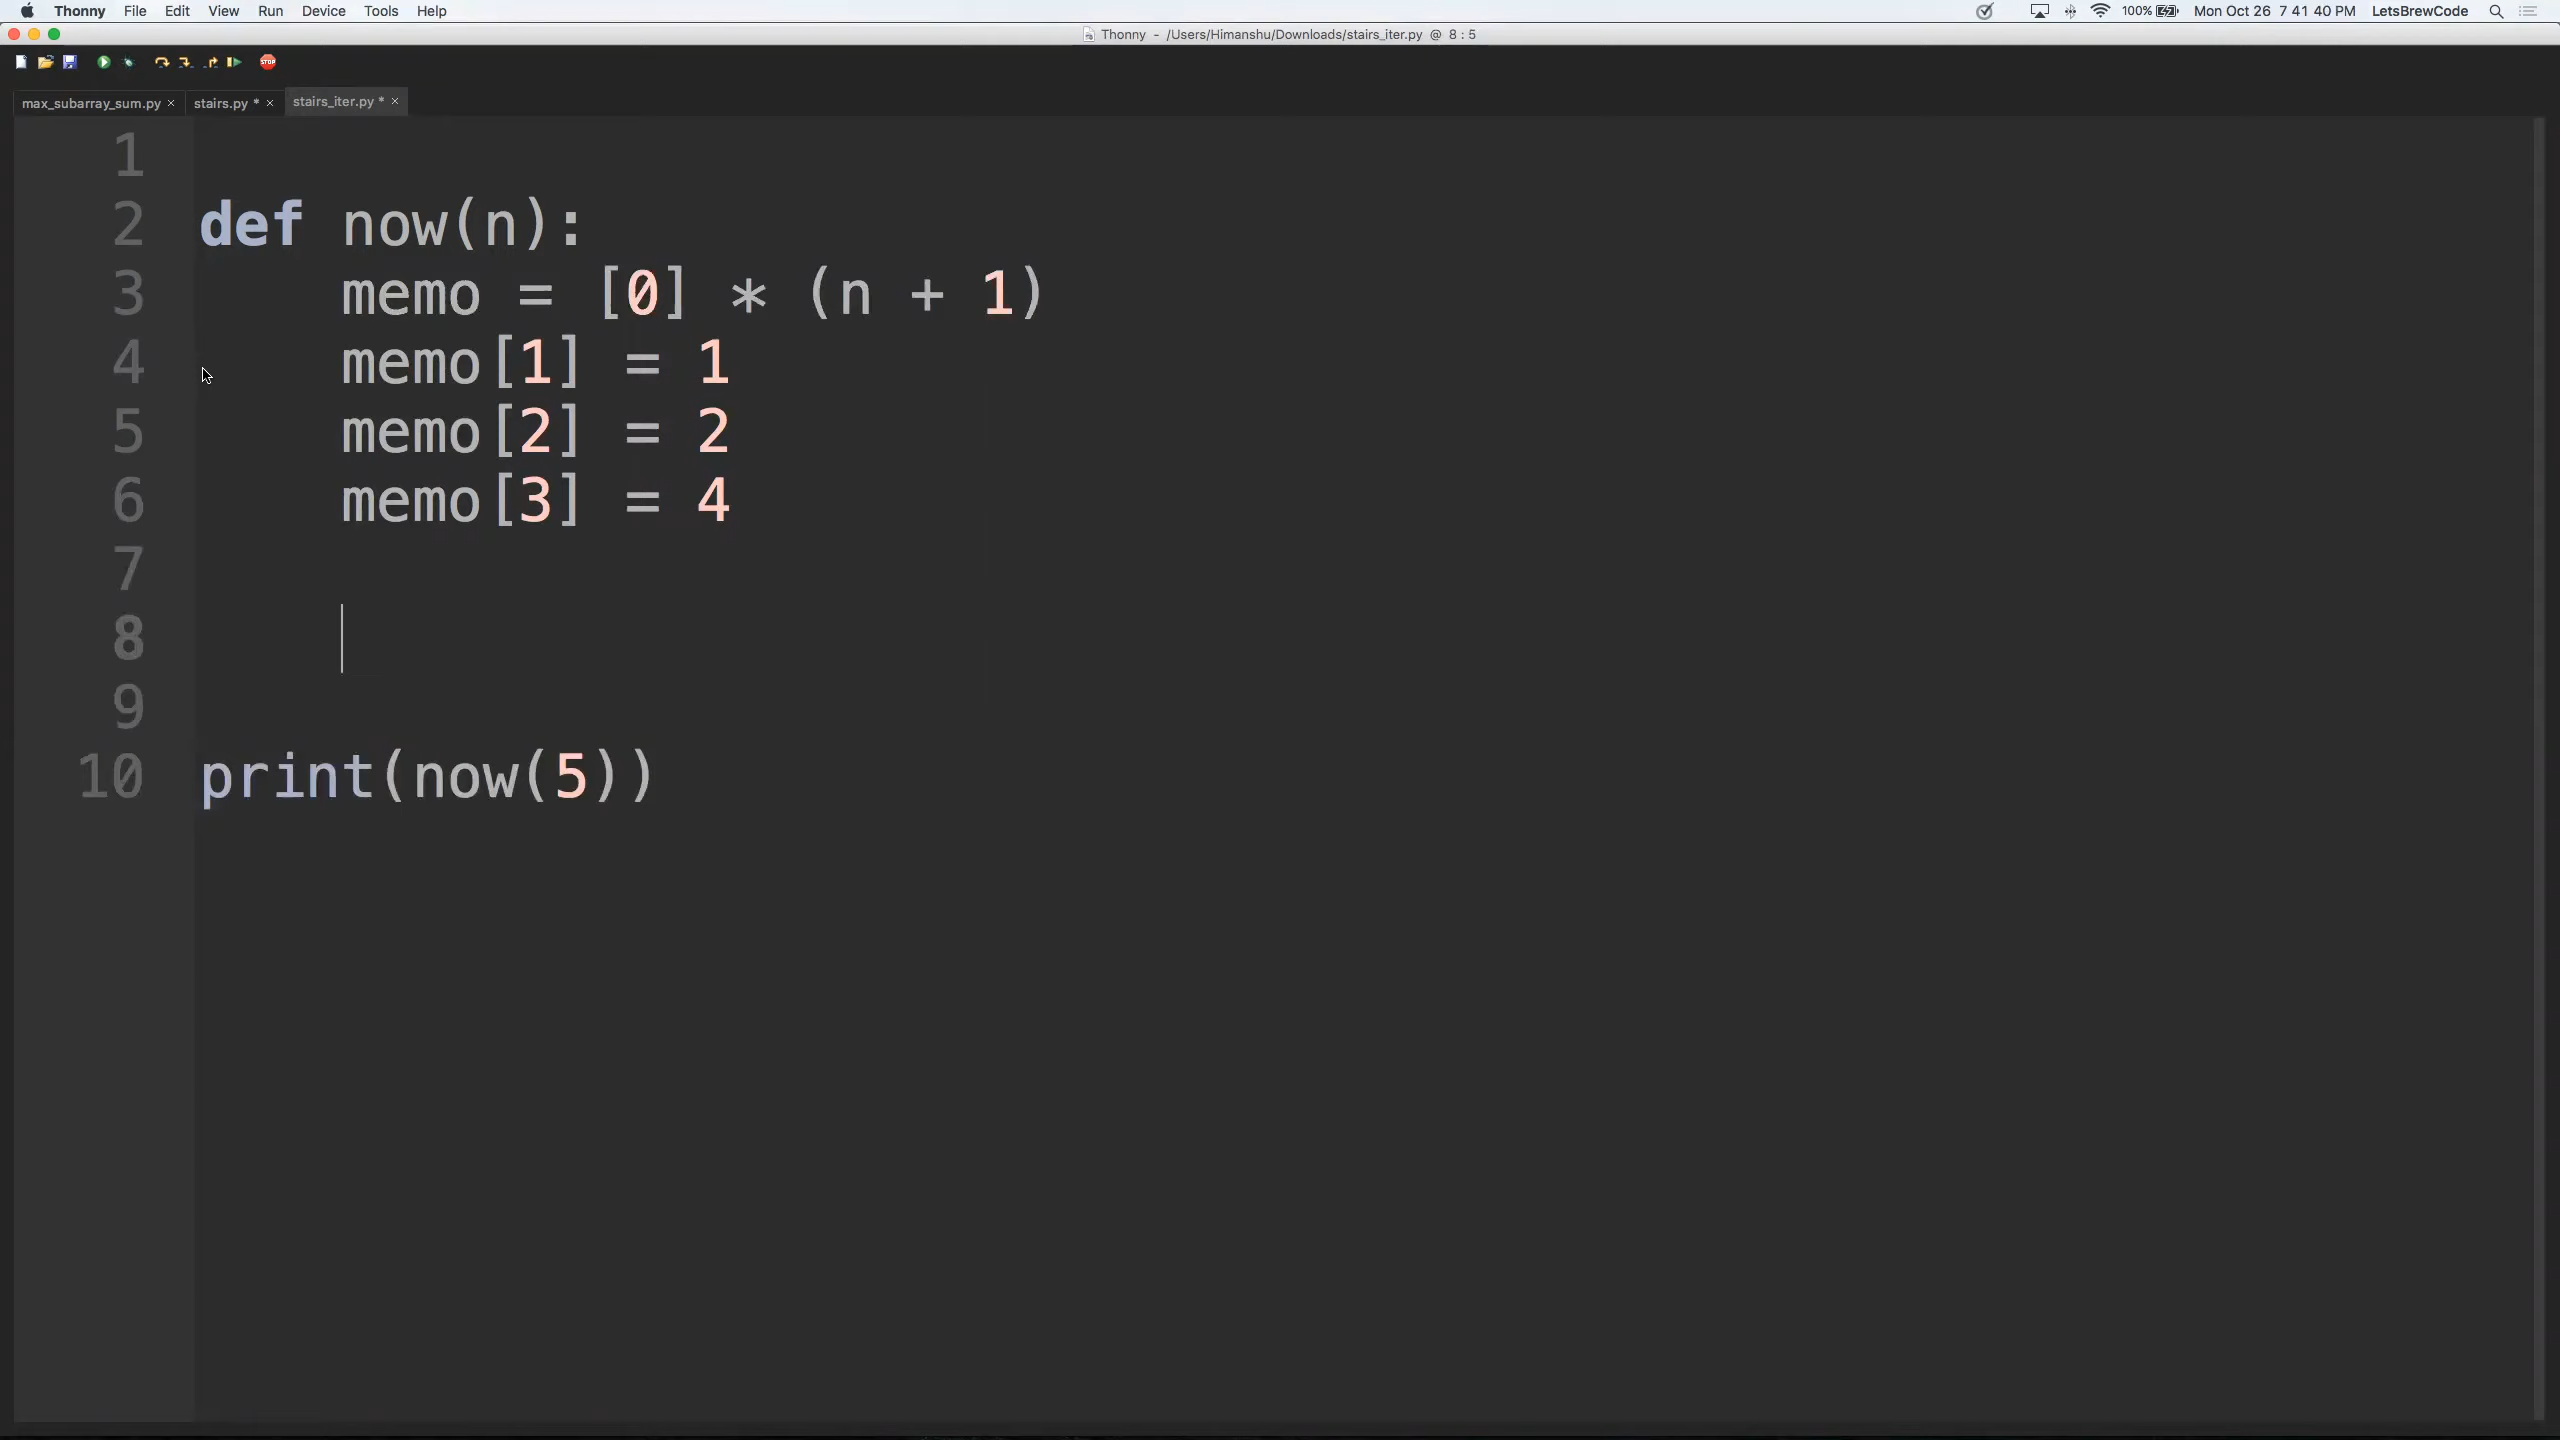 Thonny File Edit View Run Device Tools Help 100% Mon Oct 26 7 41 40 PM LetsBrewCode
Thonny - /Users/Himanshu/Downloads/stairs_iter.py @ 8 : 5
STOP
max_subarray_sum.py × stairs.py * × stairs_iter.py * ×
1
2 def now(n):
3     memo = [0] * (n + 1)
4     memo[1] = 1
5     memo[2] = 2
6     memo[3] = 4
7
8
9
10 print(now(5))